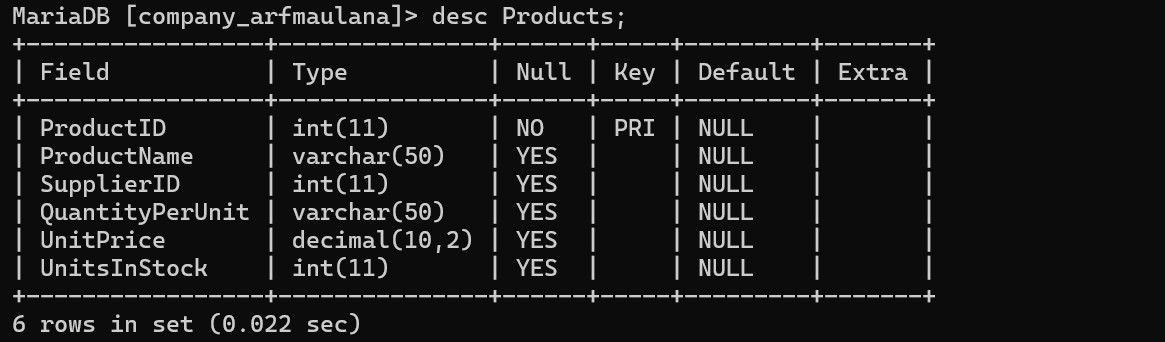 MariaDB [company_arfmaulana]> desc Products;
+-----------------+---------------+------+-----+---------+-------+
| Field           | Type          | Null | Key | Default | Extra |
+-----------------+---------------+------+-----+---------+-------+
| ProductID       | int(11)       | NO   | PRI | NULL    |       |
| ProductName     | varchar(50)   | YES  |     | NULL    |       |
| SupplierID      | int(11)       | YES  |     | NULL    |       |
| QuantityPerUnit | varchar(50)   | YES  |     | NULL    |       |
| UnitPrice       | decimal(10,2) | YES  |     | NULL    |       |
| UnitsInStock    | int(11)       | YES  |     | NULL    |       |
+-----------------+---------------+------+-----+---------+-------+
6 rows in set (0.022 sec)